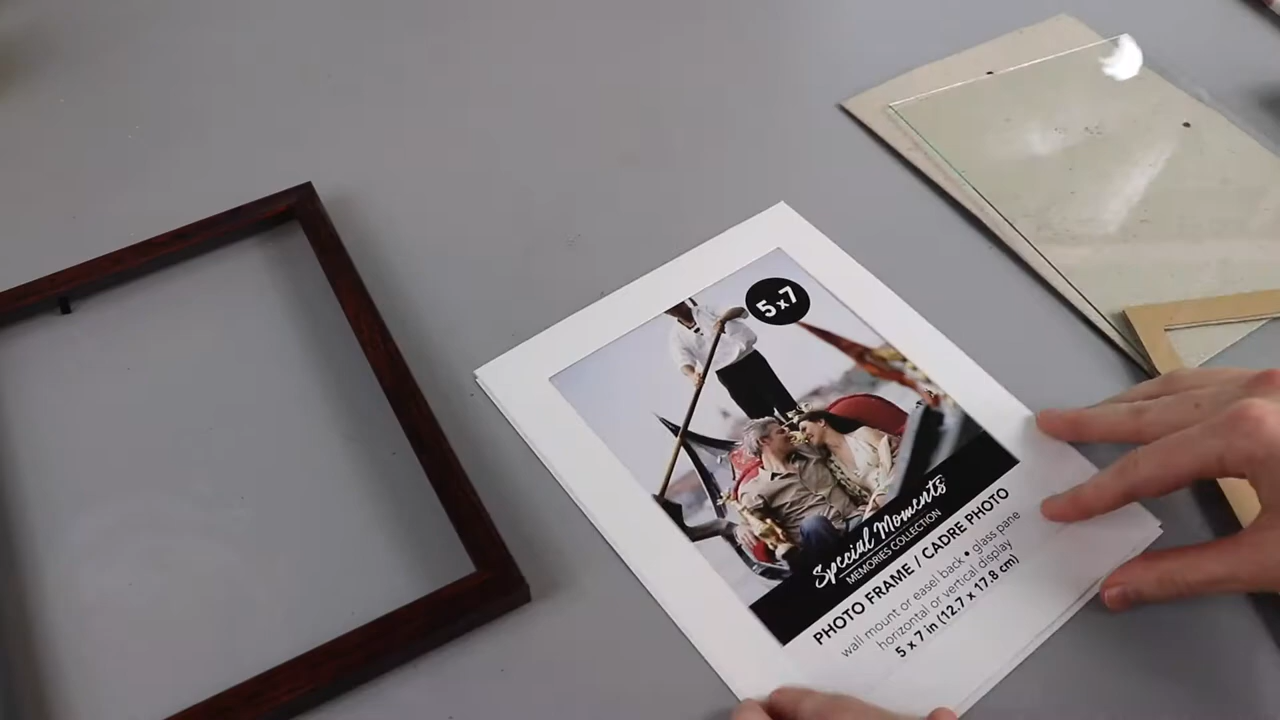 5x7
Special Moments
MEMORIES COLLECTION
PHOTO FRAME / CADRE PHOTO
wall mount or easel back • glass pane
horizontal or vertical display
5 x 7 in (12.7 x 17.8 cm)